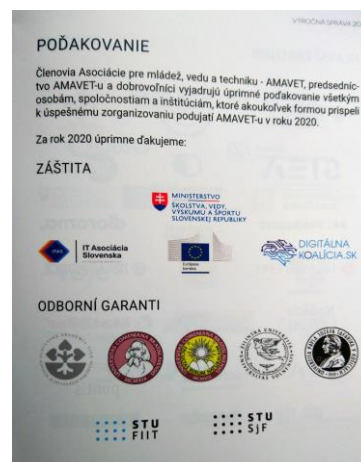 VÝROČNÁ SPRÁVA 20
POĎAKOVANIE
Členovia Asociácie pre mládež, vedu a techniku - AMAVET, predsedníc-
tvo AMAVET-u a dobrovoľníci vyjadrujú úprimné poďakovanie všetkým
osobám, spoločnostiam a inštitúciám, ktoré akoukoľvek formou prispeli
k úspešnému zorganizovaniu podujatí AMAVET-u v roku 2020.
Za rok 2020 úprimne ďakujeme:
ZÁŠTITA
MINISTERSTVO
ŠKOLSTVA, VEDY,
VÝSKUMU A ŠPORTU
SLOVENSKEJ REPUBLIKY
IT Asociácia
Slovenska
DIGITÁLNA
KOALÍCIA.SK
ODBORNÍ GARANTI
STU
FIIT
STU
SjF